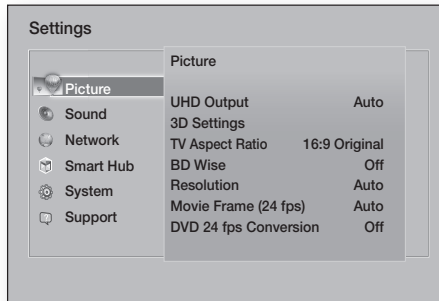 Settings
Picture
Sound
Network
Smart Hub
System
Support
Picture
UHD Output Auto
3D Settings
TV Aspect Ratio 16:9 Original
BD Wise Off
Resolution Auto
Movie Frame (24 fps) Auto
DVD 24 fps Conversion Off